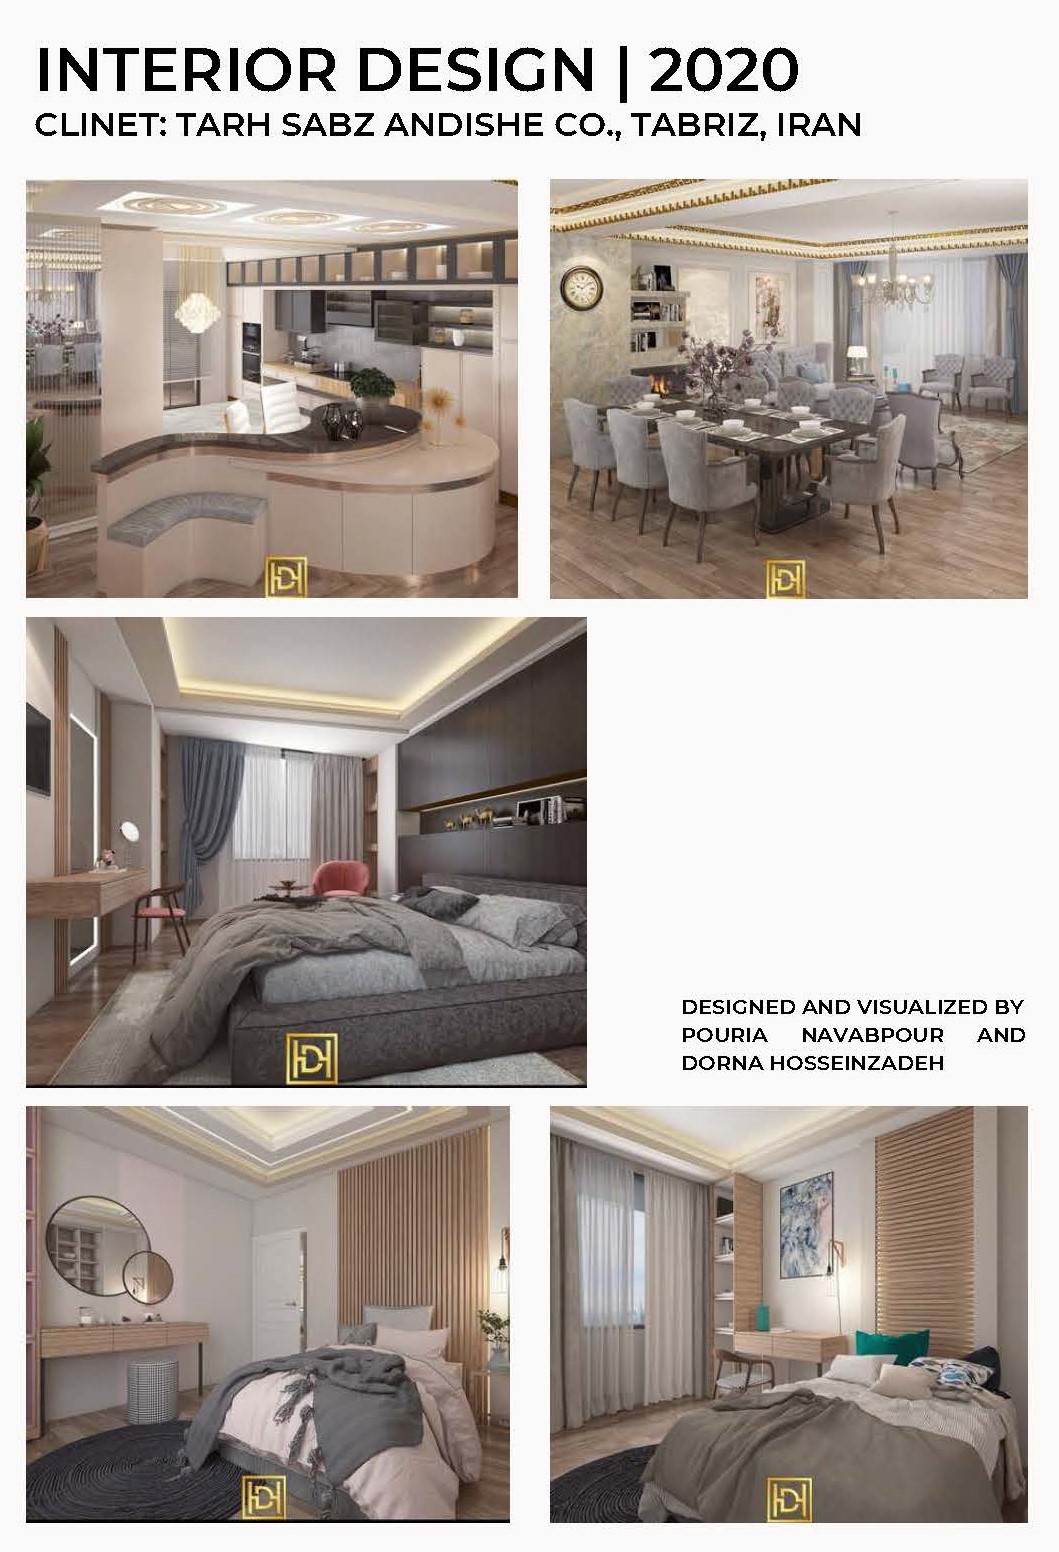 INTERIOR DESIGN | 2020
CLINET: TARH SABZ ANDISHE CO., TABRIZ, IRAN
DESIGNED AND VISUALIZED BY
POURIA NAVABPOUR AND
DORNA HOSSEINZADEH